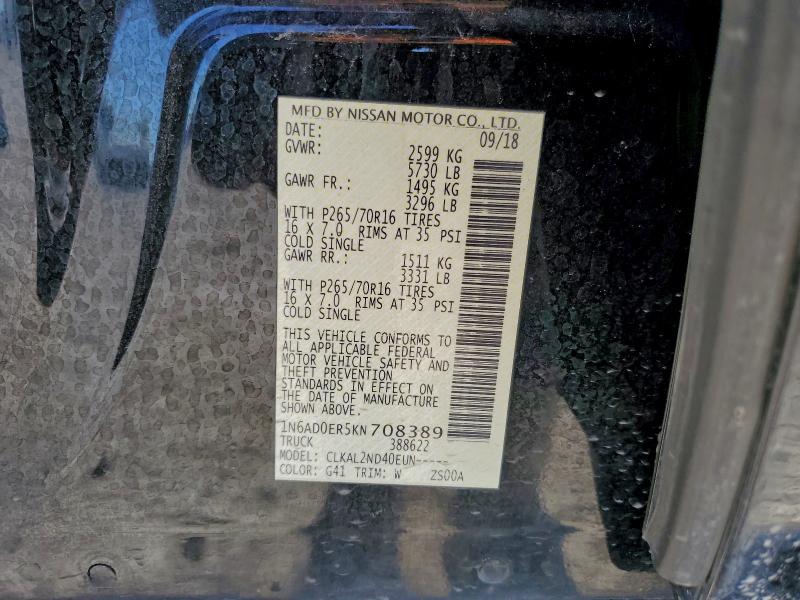 MFD BY NISSAN MOTOR CO., LTD.
DATE: 09/18
GVWR: 2599 KG
5730 LB
GAWR FR.: 1495 KG
3296 LB
WITH P265/70R16 TIRES
16 X 7.0 RIMS AT 35 PSI
COLD SINGLE
GAWR RR.: 1511 KG
3331 LB
WITH P265/70R16 TIRES
16 X 7.0 RIMS AT 35 PSI
COLD SINGLE
THIS VEHICLE CONFORMS TO
ALL APPLICABLE FEDERAL
MOTOR VEHICLE SAFETY AND
THEFT PREVENTION
STANDARDS IN EFFECT ON
THE DATE OF MANUFACTURE
SHOWN ABOVE.
1N6AD0ER5KN708389
TRUCK 388622
MODEL: CLKAL2ND40EUN-----
COLOR: G41 TRIM: W ZS00A